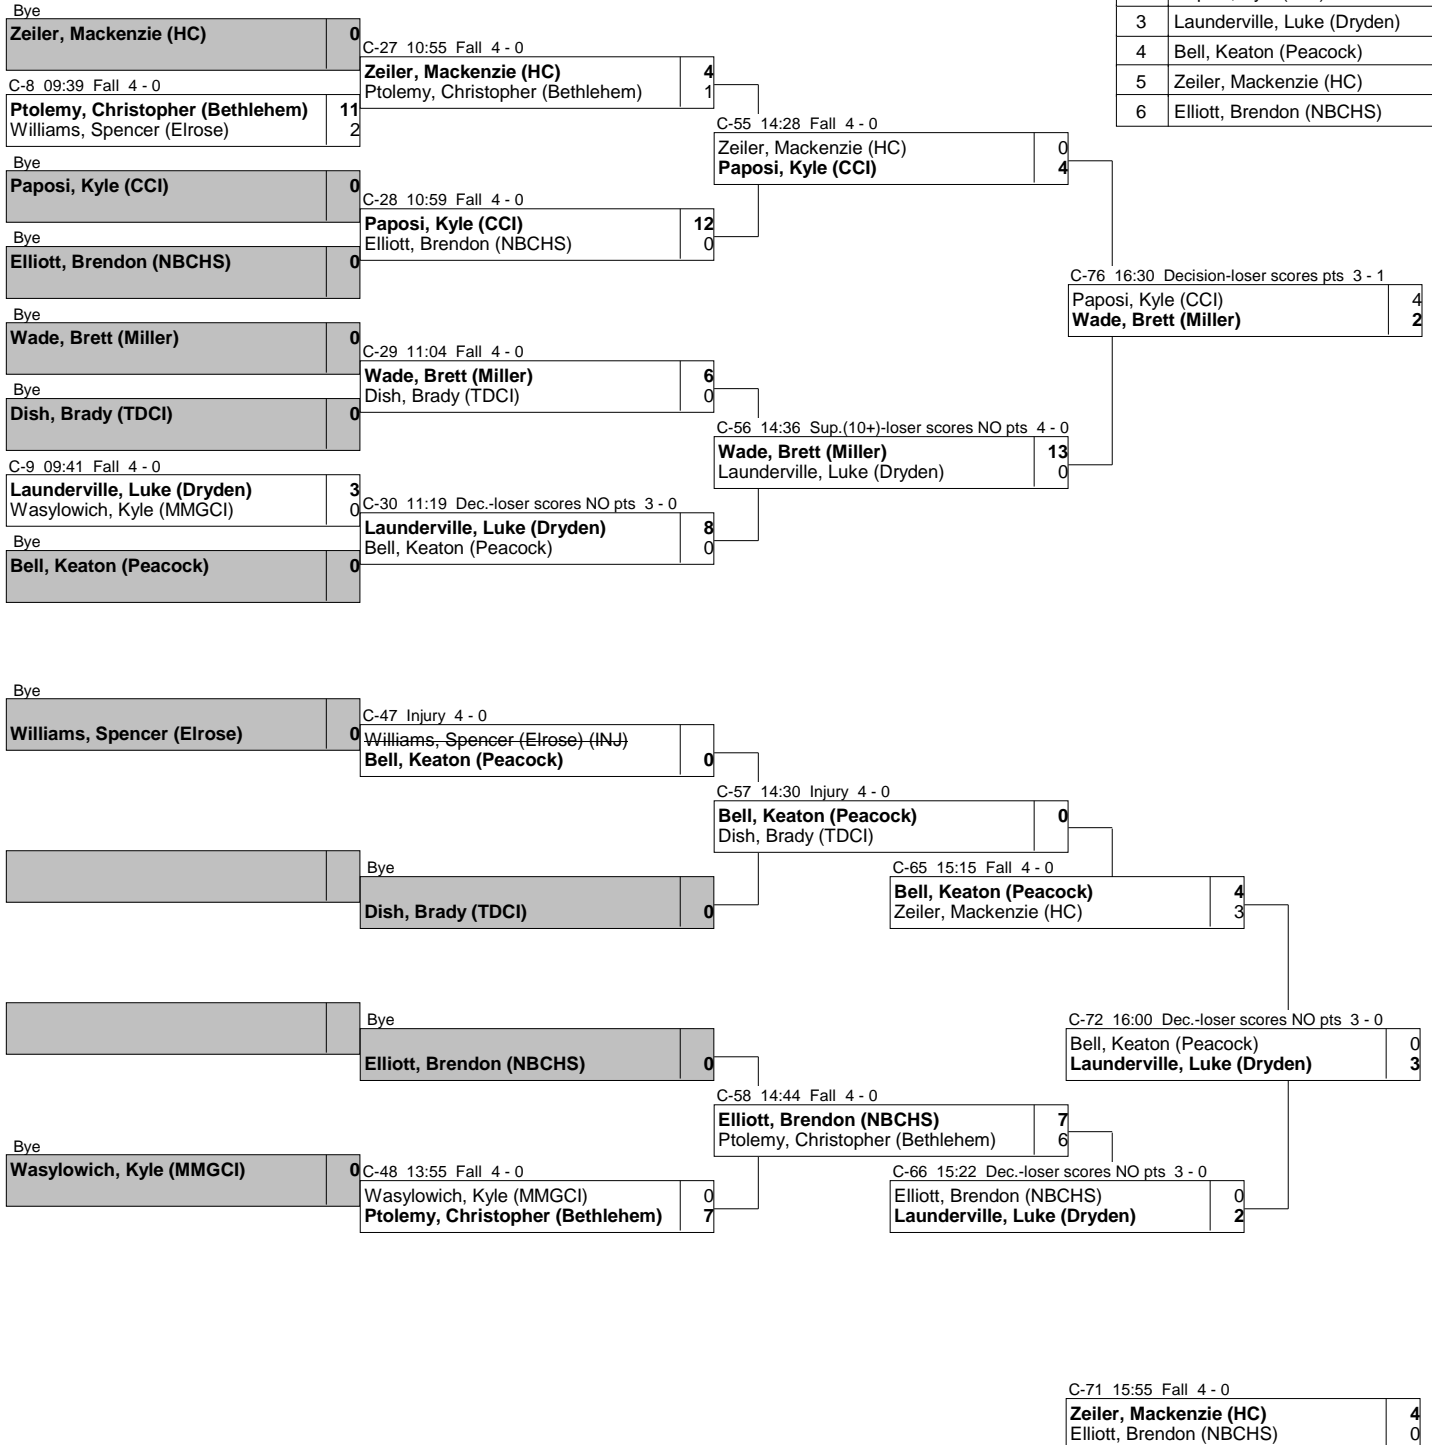 3 Launderville, Luke (Dryden)
4 Bell, Keaton (Peacock)
5 Zeiler, Mackenzie (HC)
6 Elliott, Brendon (NBCHS)
Bye
Zeiler, Mackenzie (HC) 0
C-8 09:39 Fall 4 - 0
Ptolemy, Christopher (Bethlehem) 11
Williams, Spencer (Elrose) 2
Bye
Paposi, Kyle (CCI) 0
Bye
Elliott, Brendon (NBCHS) 0
Bye
Wade, Brett (Miller) 0
Bye
Dish, Brady (TDCI) 0
C-9 09:41 Fall 4 - 0
Launderville, Luke (Dryden) 3
Wasylowich, Kyle (MMGCI) 0
Bye
Bell, Keaton (Peacock) 0
C-27 10:55 Fall 4 - 0
Zeiler, Mackenzie (HC) 4
Ptolemy, Christopher (Bethlehem) 1
C-28 10:59 Fall 4 - 0
Paposi, Kyle (CCI) 12
Elliott, Brendon (NBCHS) 0
C-29 11:04 Fall 4 - 0
Wade, Brett (Miller) 6
Dish, Brady (TDCI) 0
C-30 11:19 Dec.-loser scores NO pts 3 - 0
Launderville, Luke (Dryden) 8
Bell, Keaton (Peacock) 0
C-55 14:28 Fall 4 - 0
Zeiler, Mackenzie (HC) 0
Paposi, Kyle (CCI) 4
C-56 14:36 Sup.(10+)-loser scores NO pts 4 - 0
Wade, Brett (Miller) 13
Launderville, Luke (Dryden) 0
C-76 16:30 Decision-loser scores pts 3 - 1
Paposi, Kyle (CCI) 4
Wade, Brett (Miller) 2
Bye
Williams, Spencer (Elrose) 0
Bye
Wasylowich, Kyle (MMGCI) 0
C-47 Injury 4 - 0
Williams, Spencer (Elrose) (INJ)
Bell, Keaton (Peacock) 0
Bye
Dish, Brady (TDCI) 0
Bye
Elliott, Brendon (NBCHS) 0
C-48 13:55 Fall 4 - 0
Wasylowich, Kyle (MMGCI) 0
Ptolemy, Christopher (Bethlehem) 7
C-57 14:30 Injury 4 - 0
Bell, Keaton (Peacock) 0
Dish, Brady (TDCI)
C-58 14:44 Fall 4 - 0
Elliott, Brendon (NBCHS) 7
Ptolemy, Christopher (Bethlehem) 6
C-65 15:15 Fall 4 - 0
Bell, Keaton (Peacock) 4
Zeiler, Mackenzie (HC) 3
C-66 15:22 Dec.-loser scores NO pts 3 - 0
Elliott, Brendon (NBCHS) 0
Launderville, Luke (Dryden) 2
C-72 16:00 Dec.-loser scores NO pts 3 - 0
Bell, Keaton (Peacock) 0
Launderville, Luke (Dryden) 3
C-71 15:55 Fall 4 - 0
Zeiler, Mackenzie (HC) 4
Elliott, Brendon (NBCHS) 0